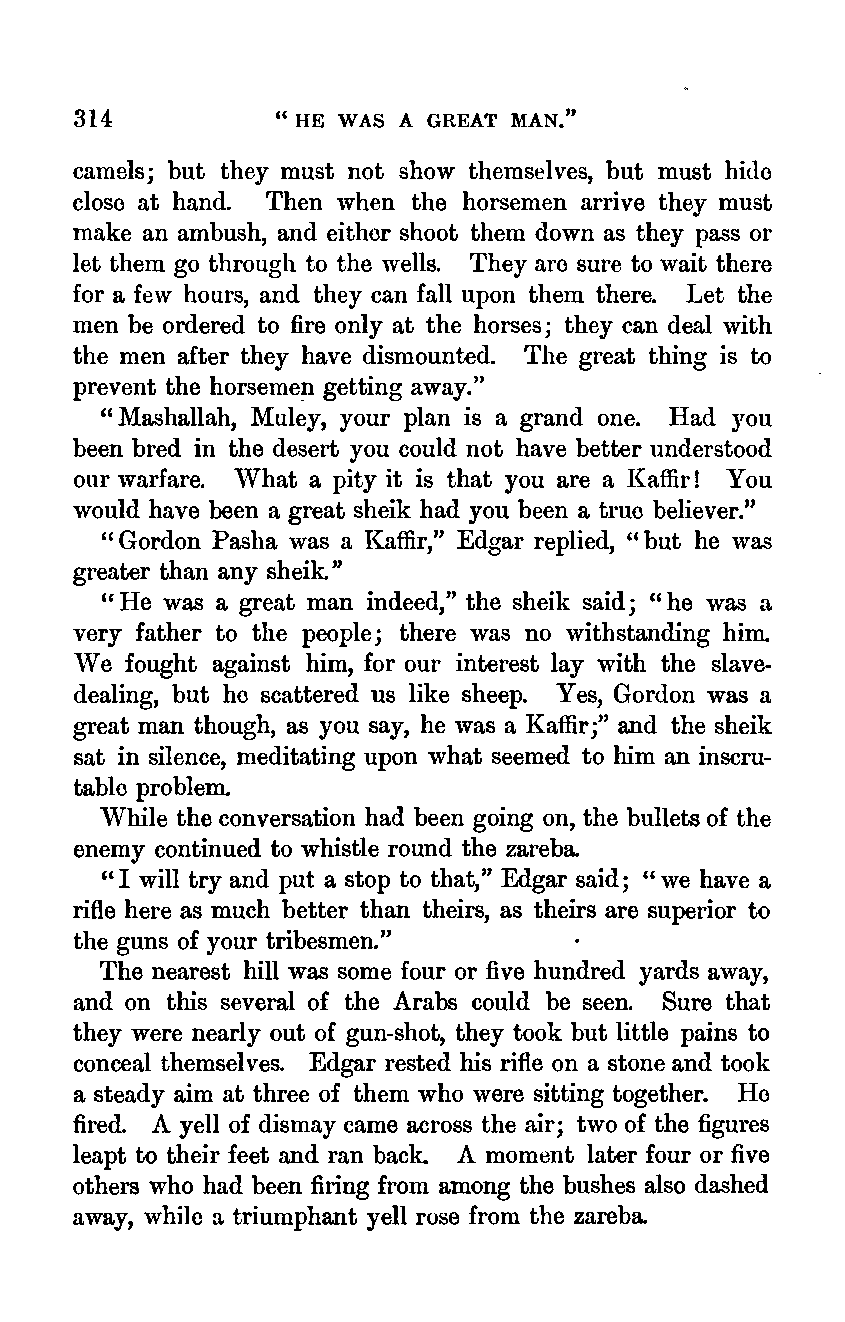 314 " HE WAS A GREAT MAN."
camels; but they must not show themselves, but must hide
close at hand. Then when the horsemen arrive they must
make an ambush, and either shoot them down as they pass or
let them go through to the wells. They are sure to wait there
for a few hours, and they can fall upon them there. Let the
men be ordered to fire only at the horses; they can deal with
the men after they have dismounted. The great thing is to
prevent the horsemen getting away."
"Mashallah, Muley, your plan is a grand one. Had you
been bred in the desert you could not have better understood
our warfare. What a pity it is that you are a Kaffir! You
would have been a great sheik had you been a true believer."
"Gordon Pasha was a Kaffir," Edgar replied, "but he was
greater than any sheik."
"He was a great man indeed," the sheik said; "he was a
very father to the people; there was no withstanding him.
We fought against him, for our interest lay with the slave-
dealing, but he scattered us like sheep. Yes, Gordon was a
great man though, as you say, he was a Kaffir;" and the sheik
sat in silence, meditating upon what seemed to him an inscru-
table problem.
While the conversation had been going on, the bullets of the
enemy continued to whistle round the zareba.
"I will try and put a stop to that," Edgar said; "we have a
rifle here as much better than theirs, as theirs are superior to
the guns of your tribesmen."
The nearest hill was some four or five hundred yards away,
and on this several of the Arabs could be seen. Sure that
they were nearly out of gun-shot, they took but little pains to
conceal themselves. Edgar rested his rifle on a stone and took
a steady aim at three of them who were sitting together. He
fired. A yell of dismay came across the air; two of the figures
leapt to their feet and ran back. A moment later four or five
others who had been firing from among the bushes also dashed
away, while a triumphant yell rose from the zareba.